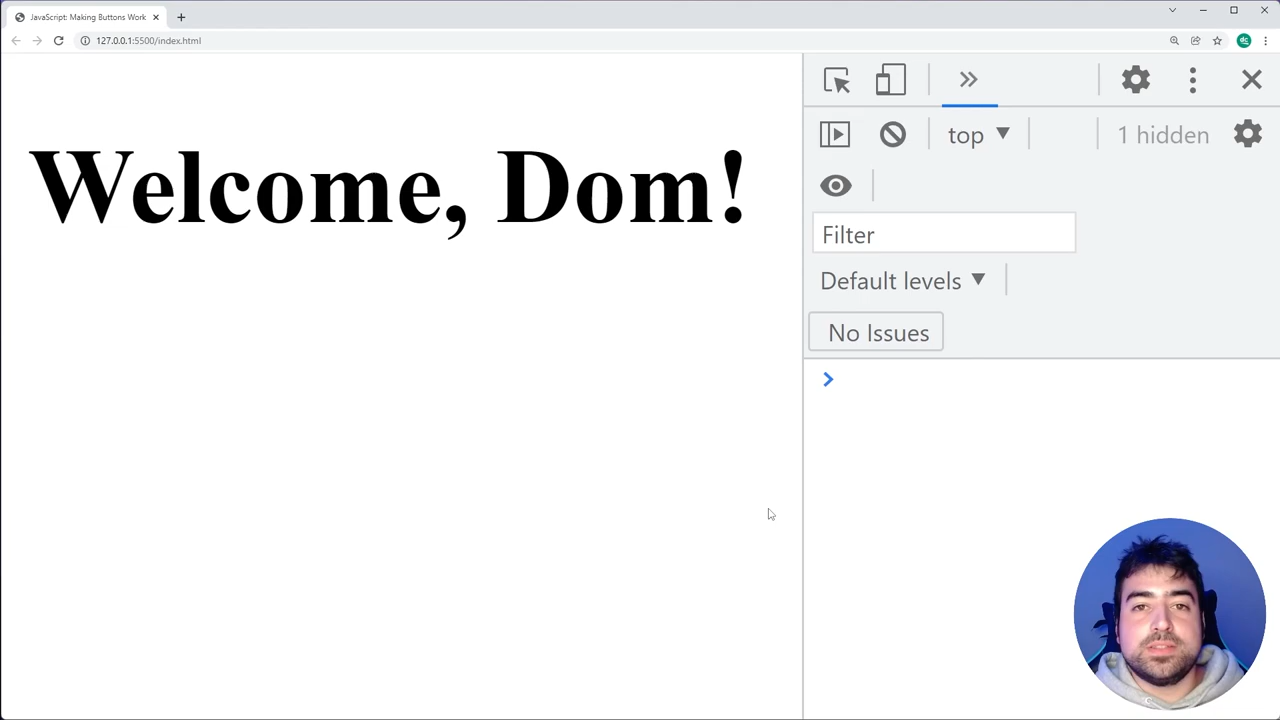 JavaScript: Making Buttons Work
127.0.0.1:5500/index.html
dc
Welcome, Dom!
top
1 hidden
Filter
Default levels
No Issues